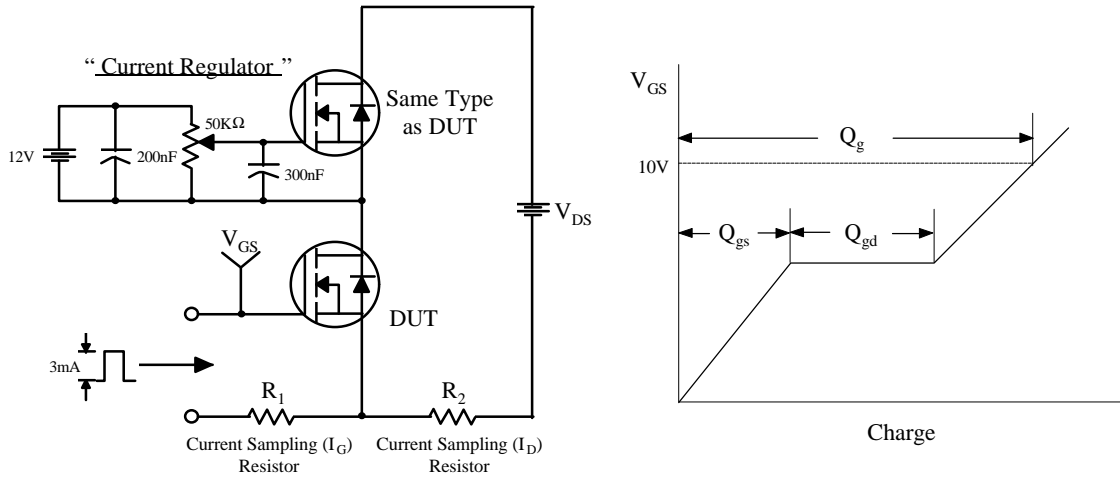 “ Current Regulator ”
Same Type
as DUT
50KΩ
12V
200nF
300nF
V_DS
V_GS
DUT
3mA
R_1
R_2
Current Sampling (I_G)
Resistor
Current Sampling (I_D)
Resistor
V_GS
Q_g
10V
Q_gs
Q_gd
Charge